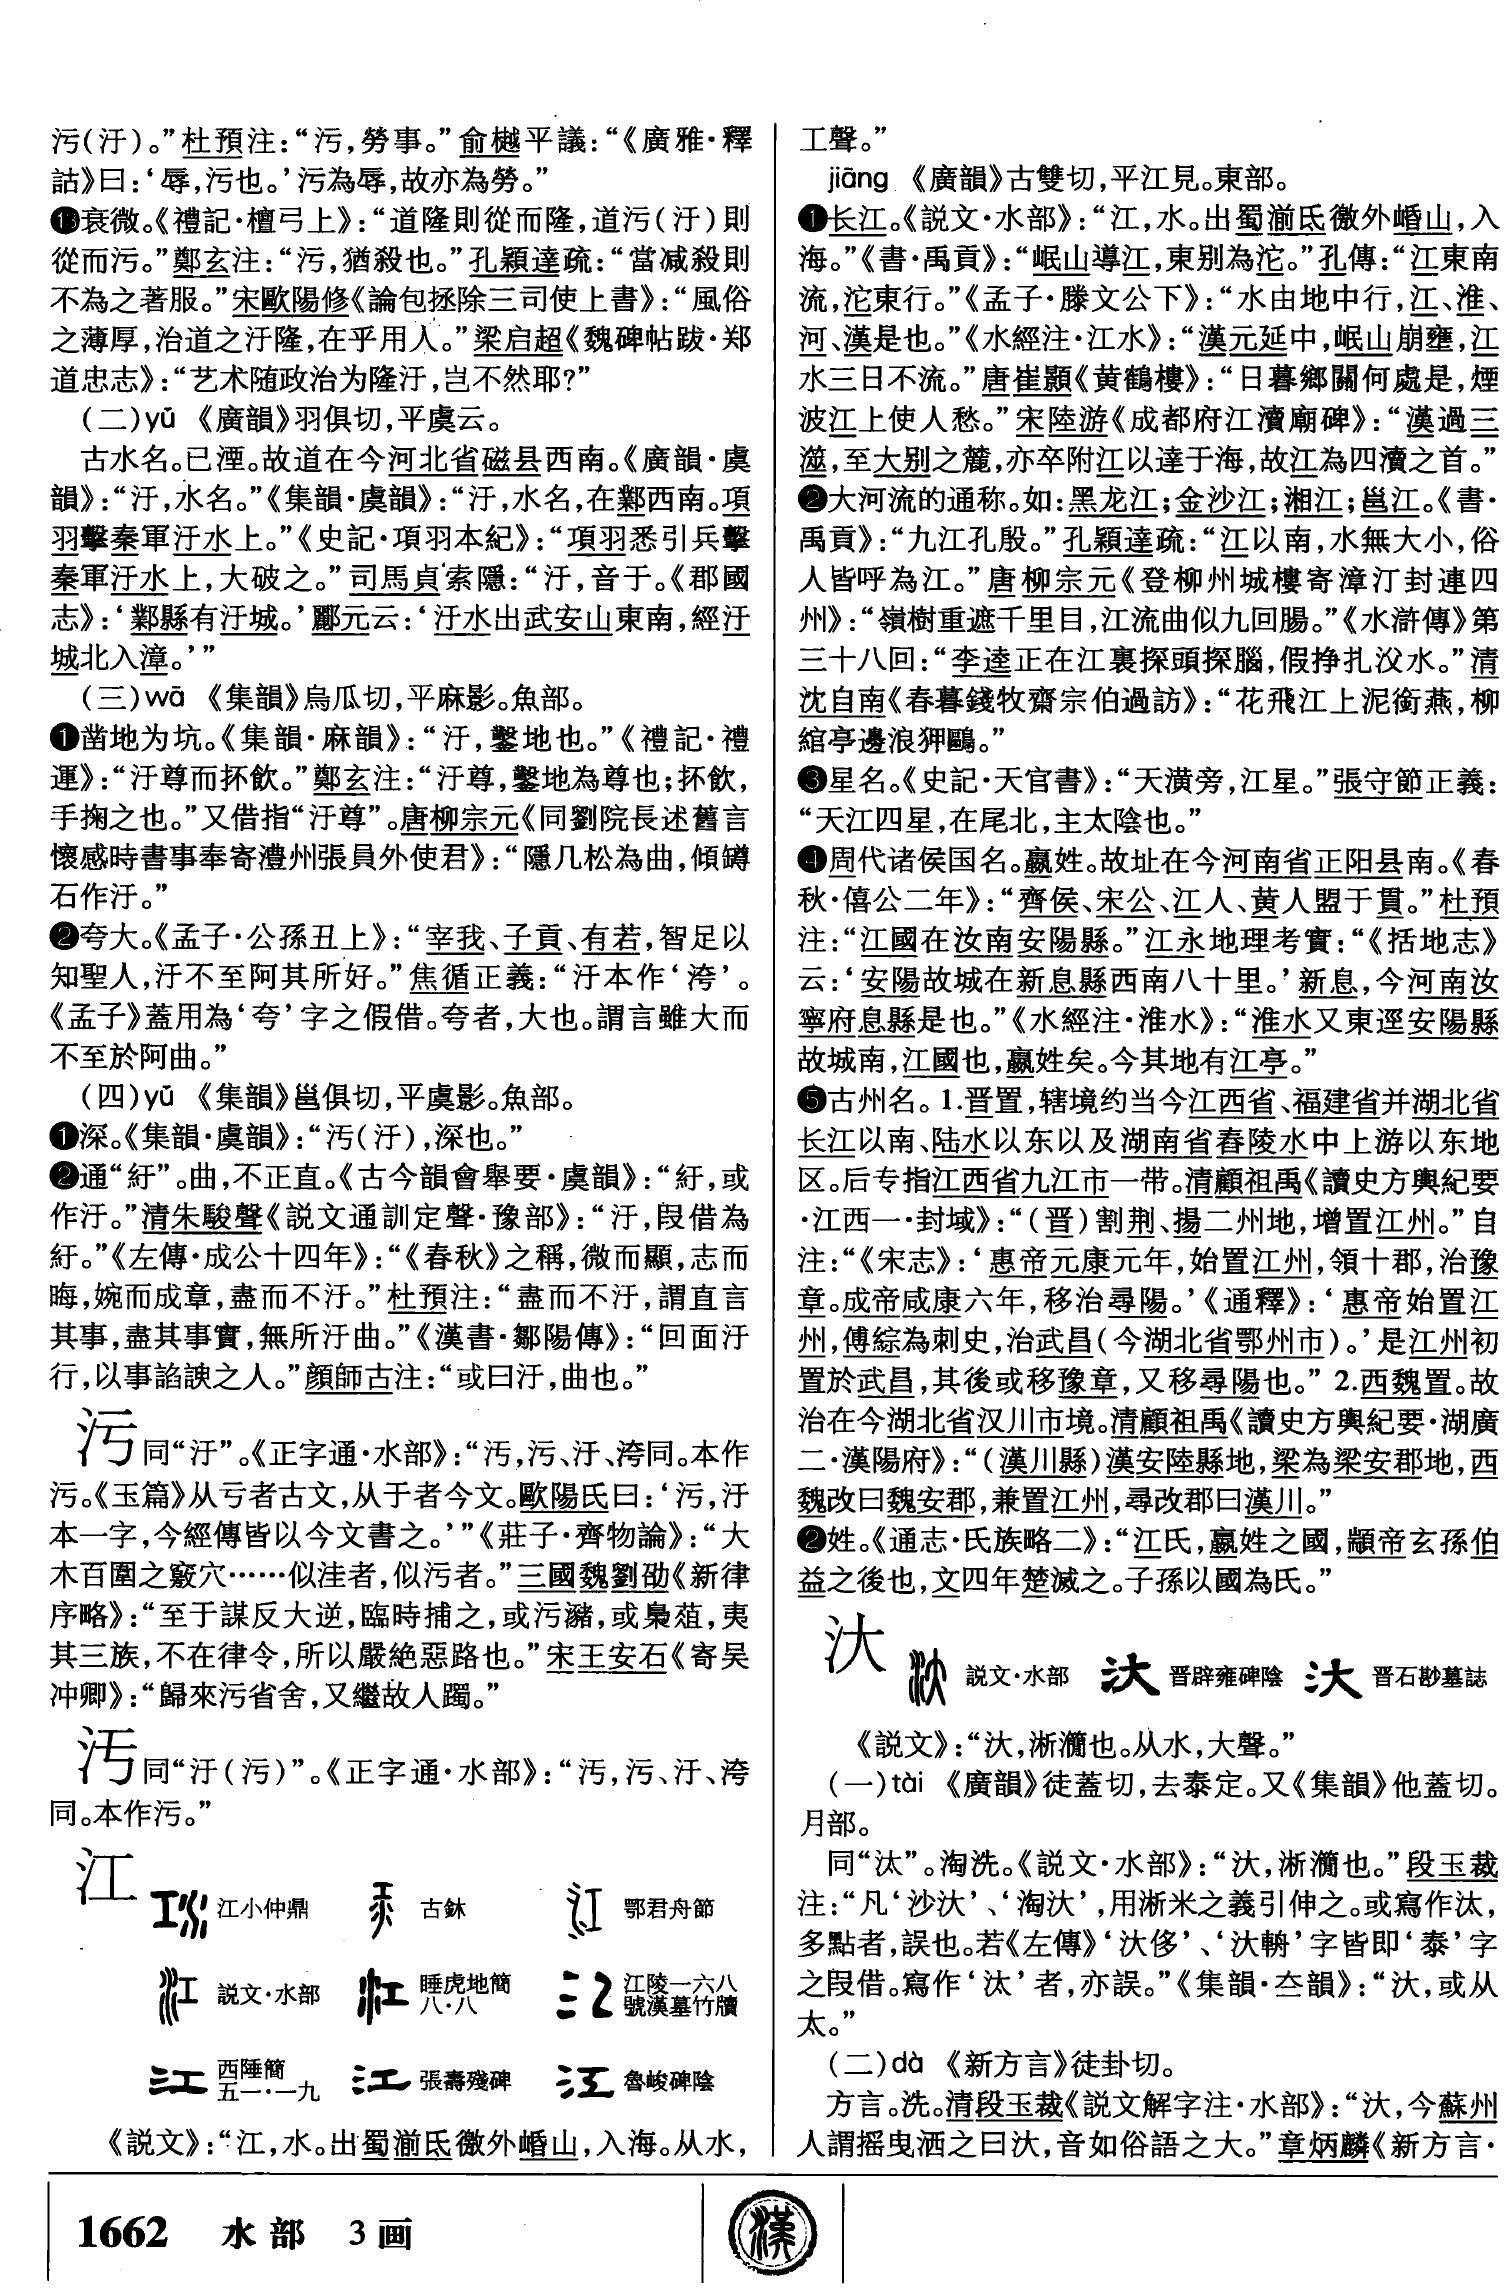 污(汙)。”杜預注：“污，勞事。”俞樾平議：“《廣雅·釋
詁》曰：‘辱，污也。’污為辱，故亦為勞。”
⓭衰微。《禮記·檀弓上》：“道隆則從而隆，道污(汙)則
從而污。”鄭玄注：“污，猶殺也。”孔穎達疏：“當減殺則
不為之著服。”宋歐陽修《論包拯除三司使上書》：“風俗
之薄厚，治道之汙隆，在乎用人。”梁启超《魏碑帖跋·郑
道忠志》：“艺术随政治为隆汙，岂不然耶?”
(二)yú 《廣韻》羽俱切，平虞云。
古水名。已湮。故道在今河北省磁县西南。《廣韻·虞
韻》：“汙，水名。”《集韻·虞韻》：“汙，水名，在鄴西南。項
羽擊秦軍汙水上。”《史記·項羽本紀》：“項羽悉引兵擊
秦軍汙水上，大破之。”司馬貞索隱：“汙，音于。《郡國
志》：‘鄴縣有汙城。’酈元云：‘汙水出武安山東南，經汙
城北入漳。’”
(三)wā 《集韻》烏瓜切，平麻影。魚部。
❶凿地为坑。《集韻·麻韻》：“汙，鑿地也。”《禮記·禮
運》：“汙尊而抔飲。”鄭玄注：“汙尊，鑿地為尊也；抔飲，
手掬之也。”又借指“汙尊”。唐柳宗元《同劉院長述舊言
懷感時書事奉寄澧州張員外使君》：“隱几松為曲，傾罇
石作汙。”
❷夸大。《孟子·公孫丑上》：“宰我、子貢、有若，智足以
知聖人，汙不至阿其所好。”焦循正義：“汙本作‘洿’。
《孟子》蓋用為‘夸’字之假借。夸者，大也。謂言雖大而
不至於阿曲。”
(四)yū 《集韻》邕俱切，平虞影。魚部。
❶深。《集韻·虞韻》：“污(汙)，深也。”
❷通“紆”。曲，不正直。《古今韻會舉要·虞韻》：“紆，或
作汙。”清朱駿聲《説文通訓定聲·豫部》：“汙，叚借為
紆。”《左傳·成公十四年》：“《春秋》之稱，微而顯，志而
晦，婉而成章，盡而不汙。”杜預注：“盡而不汙，謂直言
其事，盡其事實，無所汙曲。”《漢書·鄒陽傳》：“回面汙
行，以事諂諛之人。”顔師古注：“或曰汙，曲也。”
污 同“汙”。《正字通·水部》：“汚，污、汙、洿同。本作
污。《玉篇》从亏者古文，从于者今文。歐陽氏曰：‘污，汙
本一字，今經傳皆以今文書之。’”《莊子·齊物論》：“大
木百圍之竅穴……似洼者，似污者。”三國魏劉劭《新律
序略》：“至于謀反大逆，臨時捕之，或污瀦，或梟菹，夷
其三族，不在律令，所以嚴絶惡路也。”宋王安石《寄吴
冲卿》：“歸來污省舍，又繼故人躅。”
汚 同“汙(污)”。《正字通·水部》：“汚，污、汙、洿
同。本作污。”
江
江小仲鼎 古鉥 鄂君舟節
説文·水部 睡虎地簡八·八 江陵一六八號漢墓竹牘
西陲簡五一·一九 張壽殘碑 魯峻碑陰
《説文》：“江，水。出蜀湔氐徼外崏山，入海。从水，
工聲。”
jiāng 《廣韻》古雙切，平江見。東部。
❶长江。《説文·水部》：“江，水。出蜀湔氐徼外崏山，入
海。”《書·禹貢》：“岷山導江，東别為沱。”孔傳：“江東南
流，沱東行。”《孟子·滕文公下》：“水由地中行，江、淮、
河、漢是也。”《水經注·江水》：“漢元延中，岷山崩壅，江
水三日不流。”唐崔顥《黄鶴樓》：“日暮鄉關何處是，煙
波江上使人愁。”宋陸游《成都府江瀆廟碑》：“漢過三
澨，至大别之麓，亦卒附江以達于海，故江為四瀆之首。”
❷大河流的通称。如：黑龙江；金沙江；湘江；邕江。《書·
禹貢》：“九江孔殷。”孔穎達疏：“江以南，水無大小，俗
人皆呼為江。”唐柳宗元《登柳州城樓寄漳汀封連四
州》：“嶺樹重遮千里目，江流曲似九回腸。”《水滸傳》第
三十八回：“李逵正在江裏探頭探腦，假挣扎汶水。”清
沈自南《春暮錢牧齋宗伯過訪》：“花飛江上泥銜燕，柳
綰亭邊浪狎鷗。”
❸星名。《史記·天官書》：“天潢旁，江星。”張守節正義：
“天江四星，在尾北，主太陰也。”
❹周代诸侯国名。嬴姓。故址在今河南省正阳县南。《春
秋·僖公二年》：“齊侯、宋公、江人、黄人盟于貫。”杜預
注：“江國在汝南安陽縣。”江永地理考實：“《括地志》
云：‘安陽故城在新息縣西南八十里。’新息，今河南汝
寧府息縣是也。”《水經注·淮水》：“淮水又東逕安陽縣
故城南，江國也，嬴姓矣。今其地有江亭。”
❺古州名。1.晋置，辖境约当今江西省、福建省并湖北省
长江以南、陆水以东以及湖南省舂陵水中上游以东地
区。后专指江西省九江市一带。清顧祖禹《讀史方輿紀要
·江西一·封域》：“(晋)割荆、揚二州地，增置江州。”自
注：“《宋志》：‘惠帝元康元年，始置江州，領十郡，治豫
章。成帝咸康六年，移治尋陽。’《通釋》：‘惠帝始置江
州，傅綜為刺史，治武昌(今湖北省鄂州市)。’是江州初
置於武昌，其後或移豫章，又移尋陽也。” 2.西魏置。故
治在今湖北省汉川市境。清顧祖禹《讀史方輿紀要·湖廣
二·漢陽府》：“(漢川縣)漢安陸縣地，梁為梁安郡地，西
魏改曰魏安郡，兼置江州，尋改郡曰漢川。”
❷姓。《通志·氏族略二》：“江氏，嬴姓之國，顓帝玄孫伯
益之後也，文四年楚滅之。子孫以國為氏。”
汏
説文·水部 晋辟雍碑陰 晋石尠墓誌
《説文》：“汏，淅灡也。从水，大聲。”
(一)tài 《廣韻》徒蓋切，去泰定。又《集韻》他蓋切。
月部。
同“汰”。淘洗。《説文·水部》：“汏，淅灡也。”段玉裁
注：“凡‘沙汏’、‘淘汏’，用淅米之義引伸之。或寫作汰，
多點者，誤也。若《左傳》‘汏侈’、‘汏輈’字皆即‘泰’字
之叚借。寫作‘汰’者，亦誤。”《集韻·夳韻》：“汏，或从
太。”
(二)dà 《新方言》徒卦切。
方言。洗。清段玉裁《説文解字注·水部》：“汏，今蘇州
人謂摇曳洒之曰汏，音如俗語之大。”章炳麟《新方言·
1662 水部 3画
漢